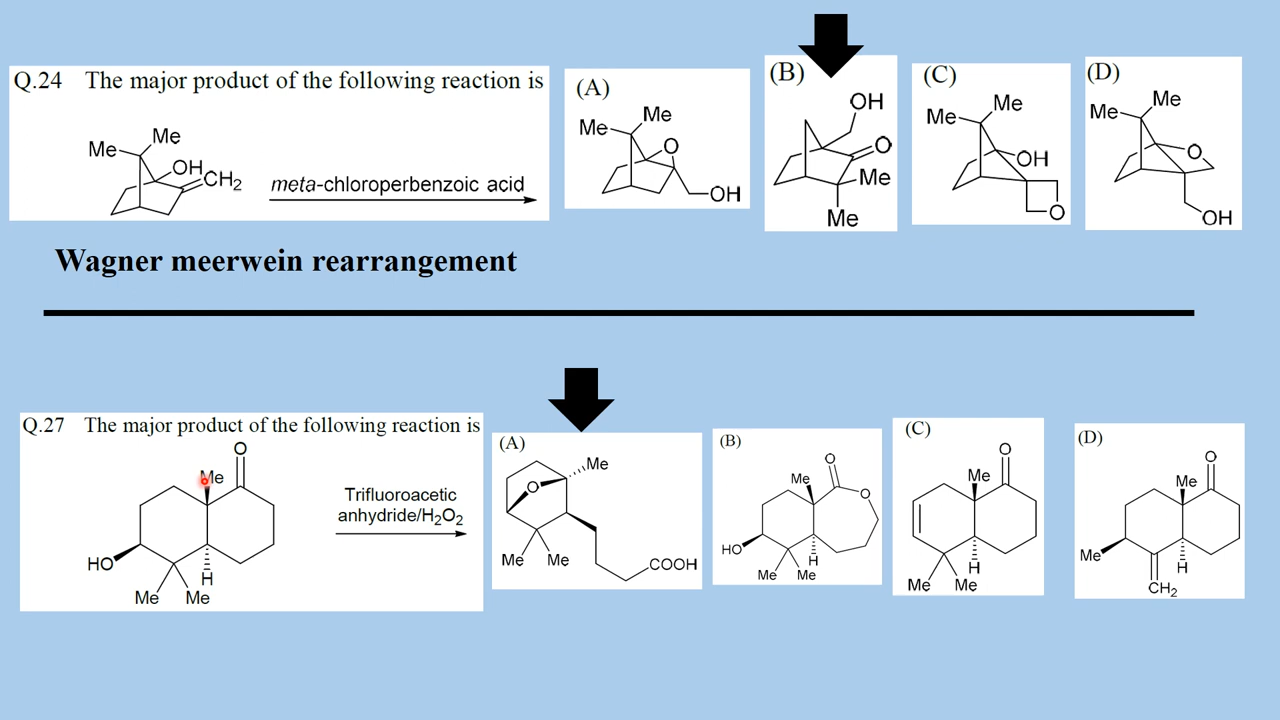 Q.24 The major product of the following reaction is
Me
Me
OH
CH2
meta-chloroperbenzoic acid
(A)
Me
Me
O
OH
(B)
OH
O
Me
Me
(C)
Me
Me
OH
O
(D)
Me
Me
O
OH
Wagner meerwein rearrangement
Q.27 The major product of the following reaction is
O
Me
HO
H
Me Me
Trifluoroacetic
anhydride/H2O2
(A)
Me
O
Me Me
COOH
(B)
O
Me
O
HO
H
Me Me
(C)
O
Me
H
Me Me
(D)
O
Me
Me
H
CH2